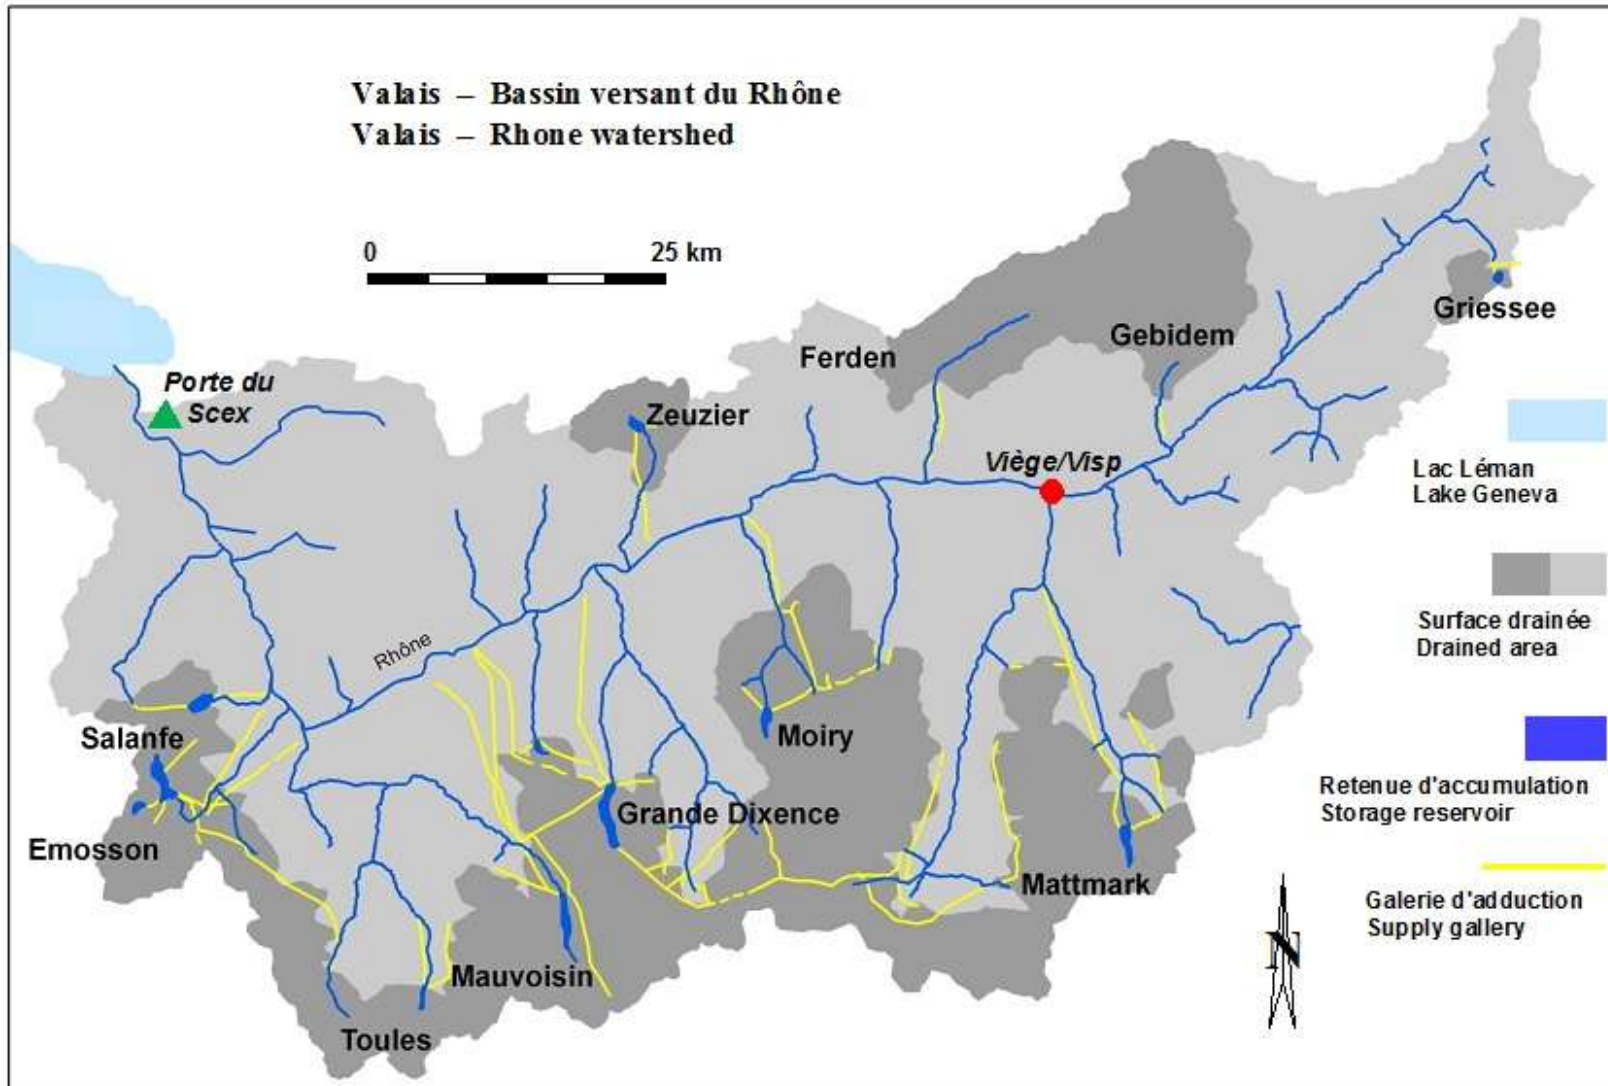 Valais – Bassin versant du Rhône
Valais – Rhone watershed
0 25 km
Griessee
Gebidem
Ferden
Porte du
Scex
Zeuzier
Viège/Visp
Lac Léman
Lake Geneva
Surface drainée
Drained area
Rhône
Salanfe
Moiry
Retenue d'accumulation
Storage reservoir
Grande Dixence
Emosson
Mattmark
Galerie d'adduction
Supply gallery
Mauvoisin
Toules
N